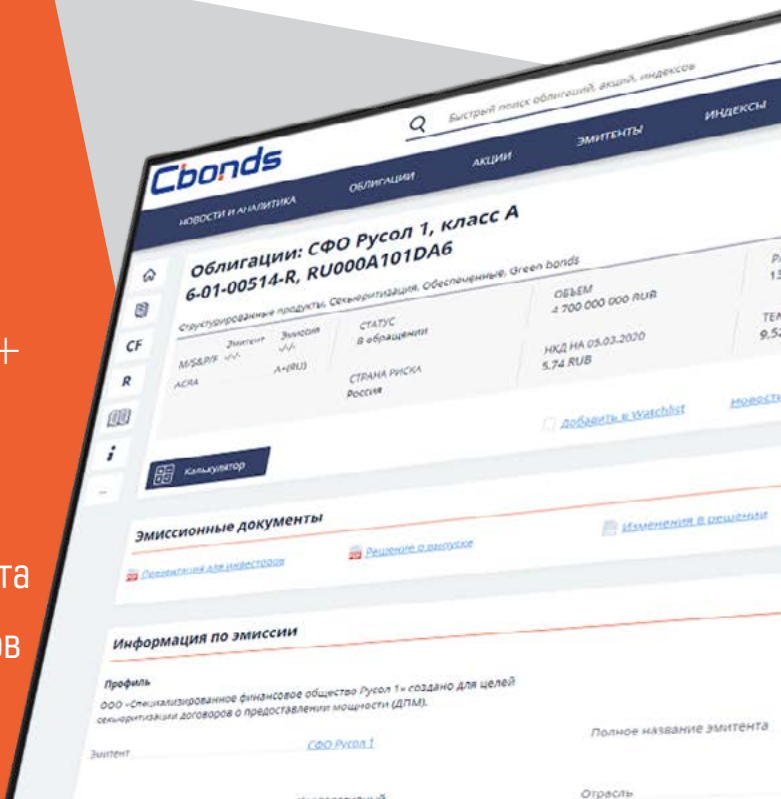 +
та
ов
Cbonds
Быстрый поиск облигаций, акций, индексов
НОВОСТИ И АНАЛИТИКА ОБЛИГАЦИИ АКЦИИ ЭМИТЕНТЫ ИНДЕКСЫ
Облигации: СФО Русол 1, класс А
6-01-00514-R, RU000A101DA6
Структурированные продукты, Секьюритизация, Обеспеченные, Green bonds
Эмитент Эмиссия
M/S&P/F -/-/- -/-/-
ACRA A+(RU)
СТАТУС
В обращении
СТРАНА РИСКА
Россия
ОБЪЕМ
4 700 000 000 RUB
НКД НА 05.03.2020
5.74 RUB
CF
R
i
Добавить в Watchlist
Калькулятор
Эмиссионные документы
Презентация для инвесторов Решение о выпуске Изменения в решении
Информация по эмиссии
Профиль
ООО «Специализированное финансовое общество Русол 1» создано для целей
секьюритизации договоров о предоставлении мощности (ДПМ).
Эмитент СФО Русол 1 Полное название эмитента
Отрасль